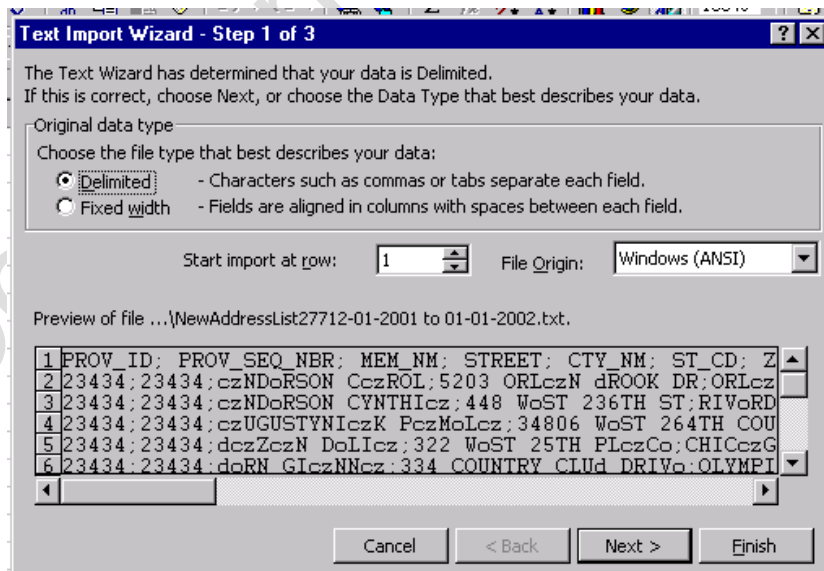 Text Import Wizard - Step 1 of 3
The Text Wizard has determined that your data is Delimited.
If this is correct, choose Next, or choose the Data Type that best describes your data.
Original data type
Choose the file type that best describes your data:
Delimited - Characters such as commas or tabs separate each field.
Fixed width - Fields are aligned in columns with spaces between each field.
Start import at row: 1 File Origin: Windows (ANSI)
Preview of file ...\NewAddressList27712-01-2001 to 01-01-2002.txt.
1 PROV_ID; PROV_SEQ_NBR; MEM_NM; STREET; CTY_NM; ST_CD; Z
2 23434;23434;czNDoRSON CczROL;5203 ORLczN dROOK DR;ORLcz
3 23434;23434;czNDoRSON CYNTHIcz;448 WoST 236TH ST;RIVoRD
4 23434;23434;czUGUSTYNIczK PczMoLcz;34806 WoST 264TH COU
5 23434;23434;dczZczN DoLIcz;322 WoST 25TH PLczCo;CHICczG
6 23434;23434;doRN GIczNNcz;334 COUNTRY CLUd DRIVo;OLYMPI
Cancel < Back Next > Finish